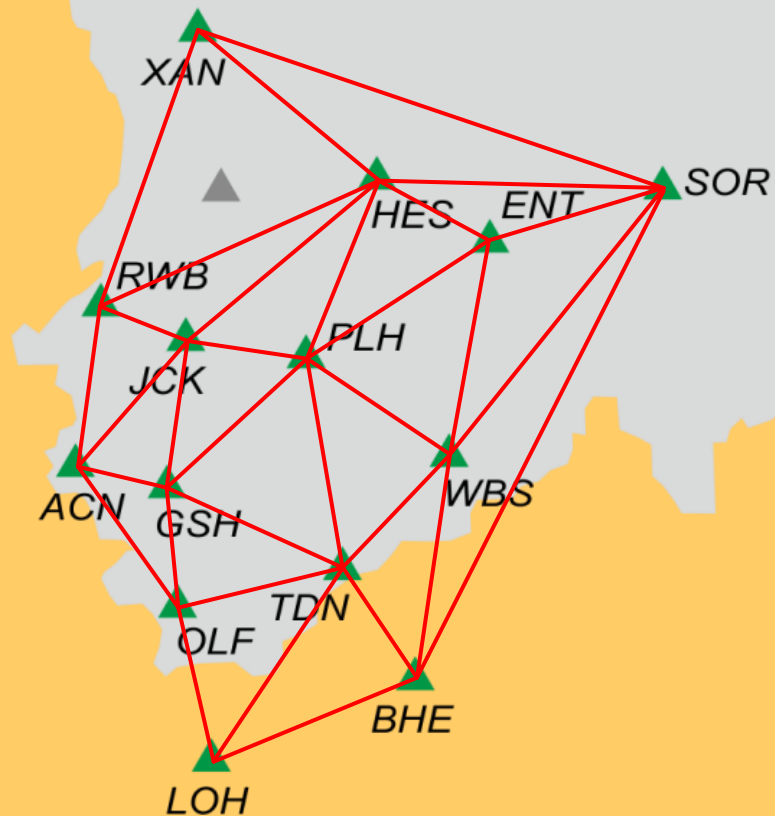 XAN
SOR
HES
ENT
RWB
PLH
JCK
WBS
ACN
GSH
TDN
OLF
BHE
LOH